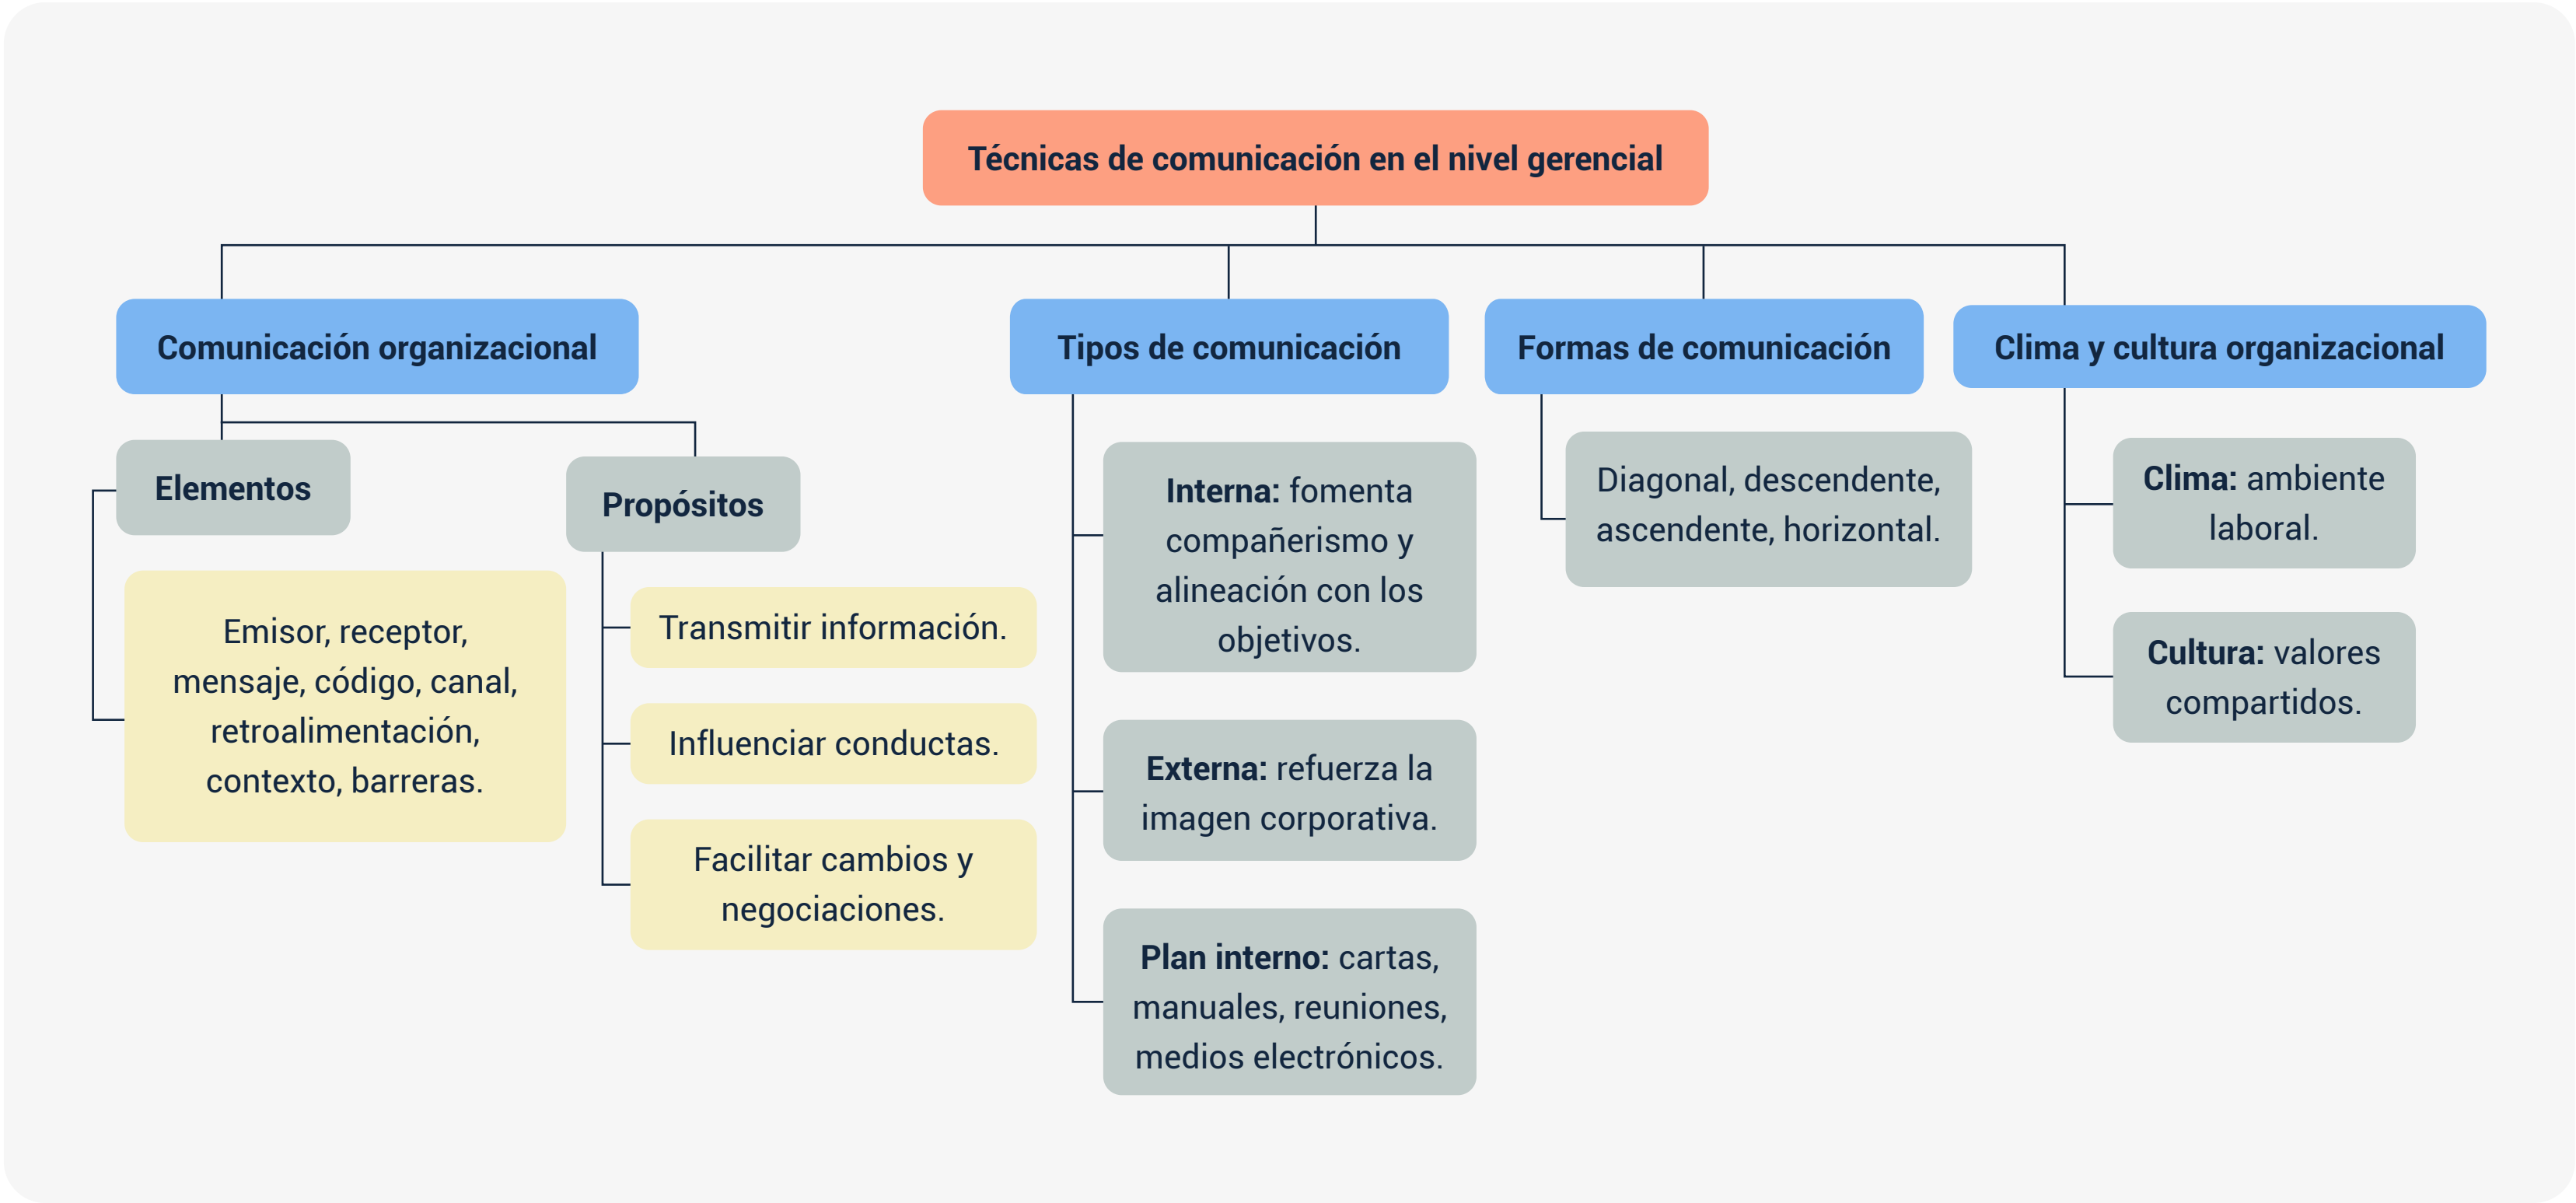 Técnicas de comunicación en el nivel gerencial
Comunicación organizacional
Elementos
Emisor, receptor,
mensaje, código, canal,
retroalimentación,
contexto, barreras.
Propósitos
Transmitir información.
Influenciar conductas.
Facilitar cambios y
negociaciones.
Tipos de comunicación
Interna: fomenta
compañerismo y
alineación con los
objetivos.
Externa: refuerza la
imagen corporativa.
Plan interno: cartas,
manuales, reuniones,
medios electrónicos.
Formas de comunicación
Diagonal, descendente,
ascendente, horizontal.
Clima y cultura organizacional
Clima: ambiente
laboral.
Cultura: valores
compartidos.